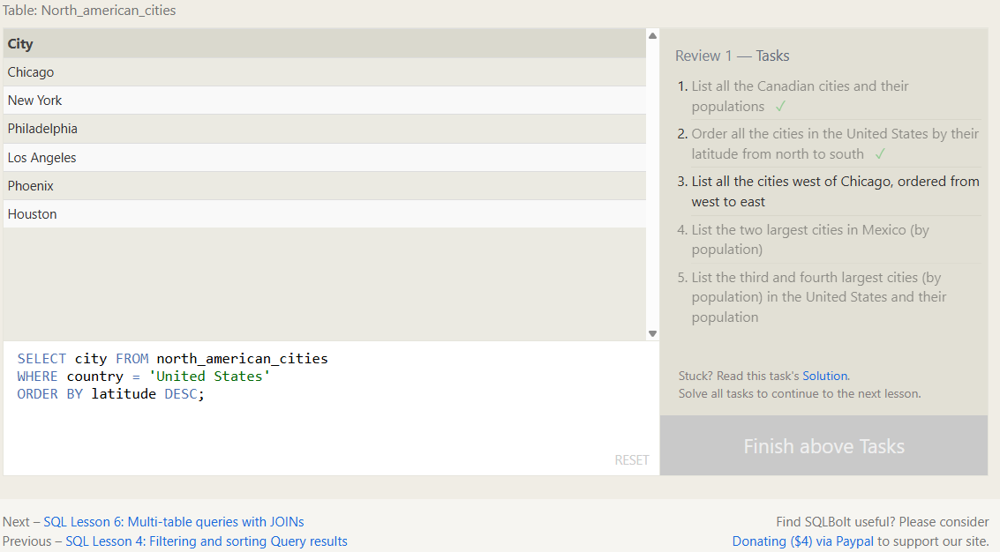 Table: North_american_cities
City
Chicago
New York
Philadelphia
Los Angeles
Phoenix
Houston
SELECT city FROM north_american_cities
WHERE country = 'United States'
ORDER BY latitude DESC;
RESET
Review 1 — Tasks
1. List all the Canadian cities and their
populations ✓
2. Order all the cities in the United States by their
latitude from north to south ✓
3. List all the cities west of Chicago, ordered from
west to east
4. List the two largest cities in Mexico (by
population)
5. List the third and fourth largest cities (by
population) in the United States and their
population
Stuck? Read this task's Solution.
Solve all tasks to continue to the next lesson.
Finish above Tasks
Next – SQL Lesson 6: Multi-table queries with JOINs
Previous – SQL Lesson 4: Filtering and sorting Query results
Find SQLBolt useful? Please consider
Donating ($4) via Paypal to support our site.